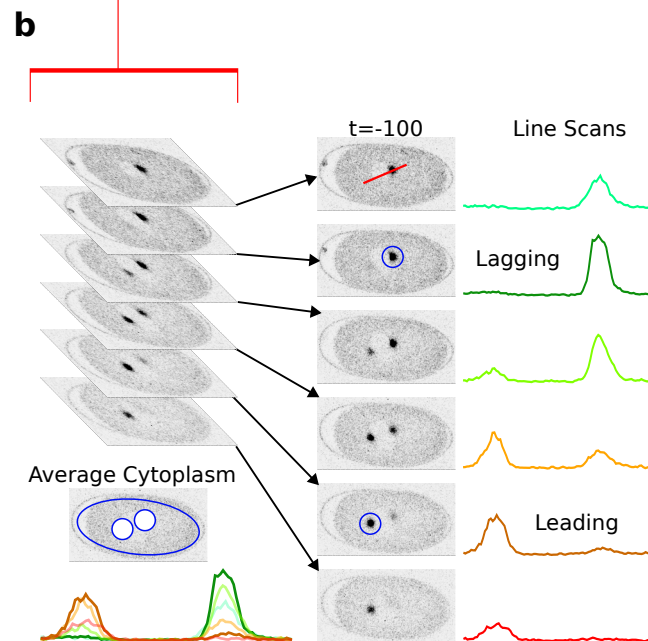 b
t=-100
Line Scans
Lagging
Average Cytoplasm
Leading